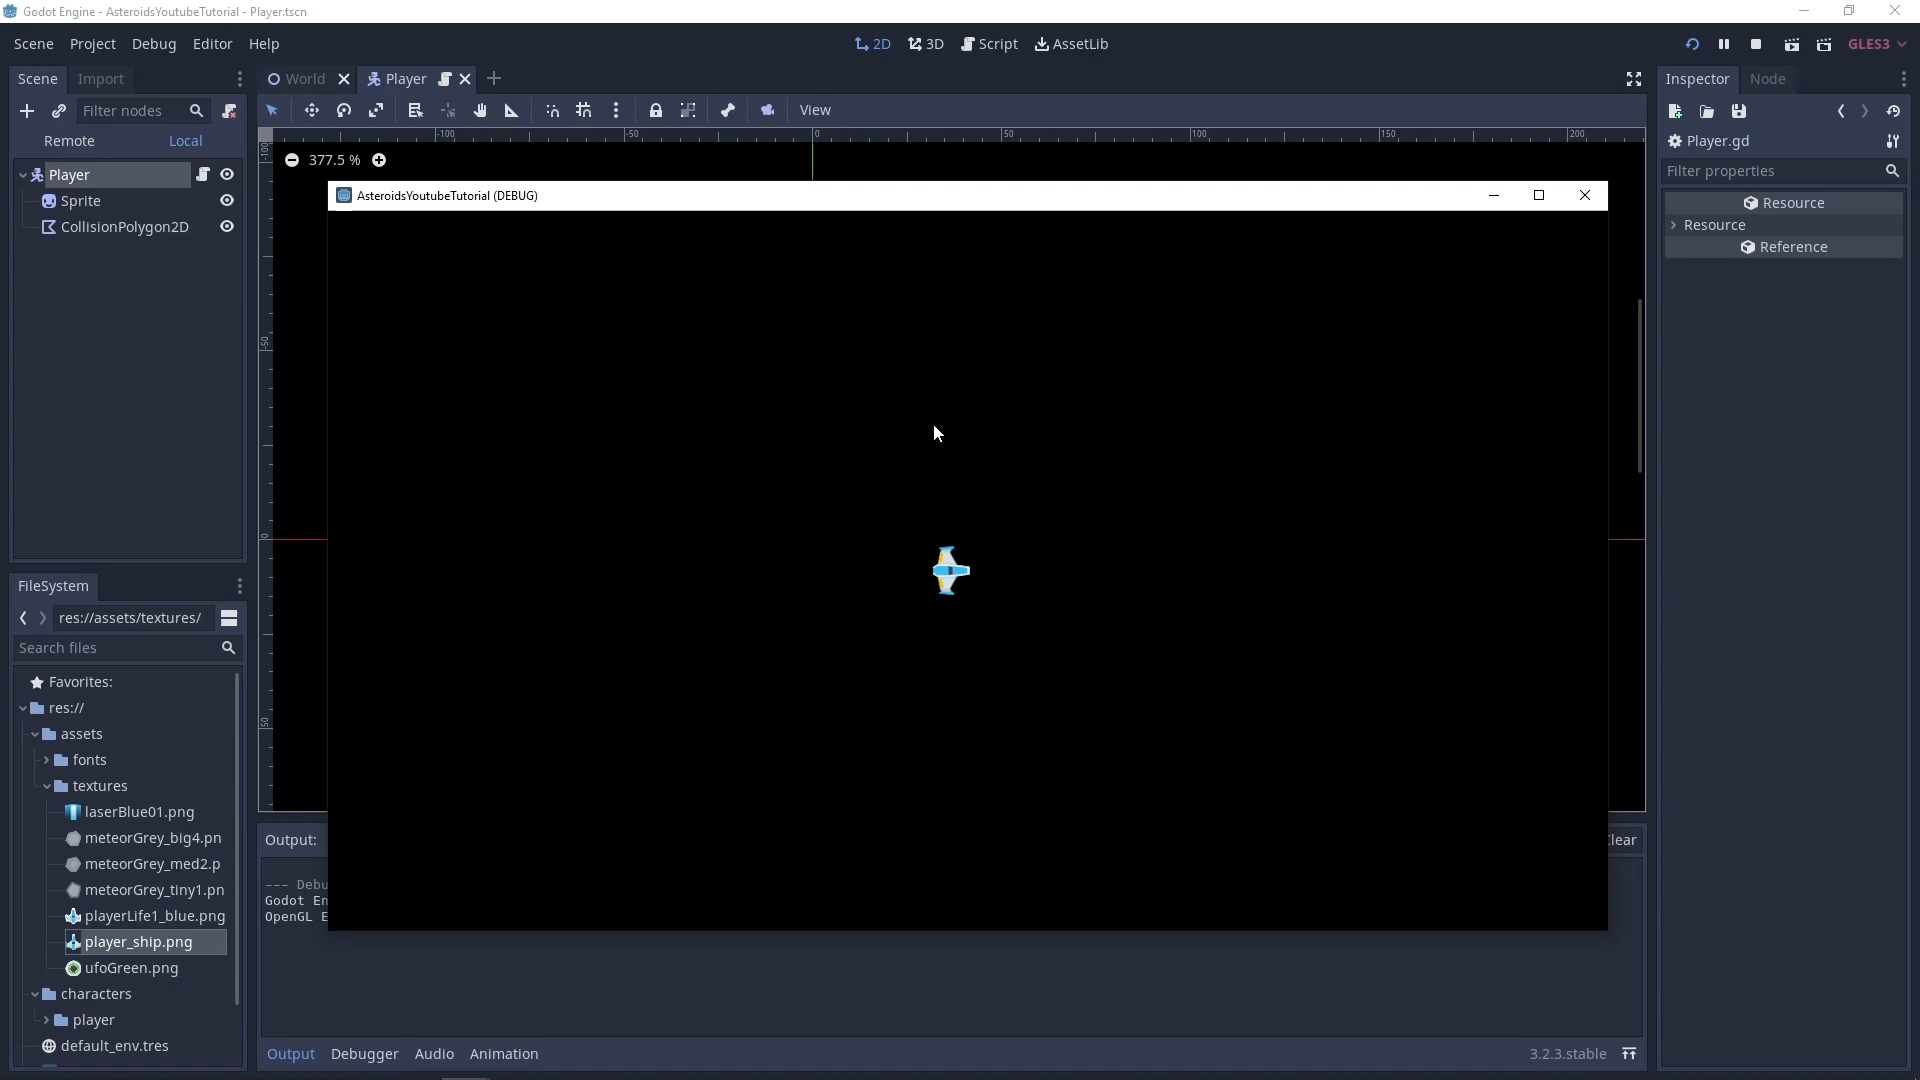 Godot Engine - AsteroidsYoutubeTutorial - Player.tscn
Scene Project Debug Editor Help
2D 3D Script AssetLib
GLES3
Scene Import
World Player
Inspector Node
Filter nodes
View
Remote Local
Player.gd
-100 -50 0 50 100 150 200
-100
377.5 %
Filter properties
Player
Sprite
CollisionPolygon2D
AsteroidsYoutubeTutorial (DEBUG)
Resource
Resource
Reference
-50
0
50
FileSystem
res://assets/textures/
Search files
Favorites:
res://
assets
fonts
textures
laserBlue01.png
meteorGrey_big4.pn
meteorGrey_med2.p
meteorGrey_tiny1.pn
playerLife1_blue.png
player_ship.png
ufoGreen.png
characters
player
default_env.tres
Output:
lear
--- Debu
Godot En
OpenGL E
Output Debugger Audio Animation
3.2.3.stable